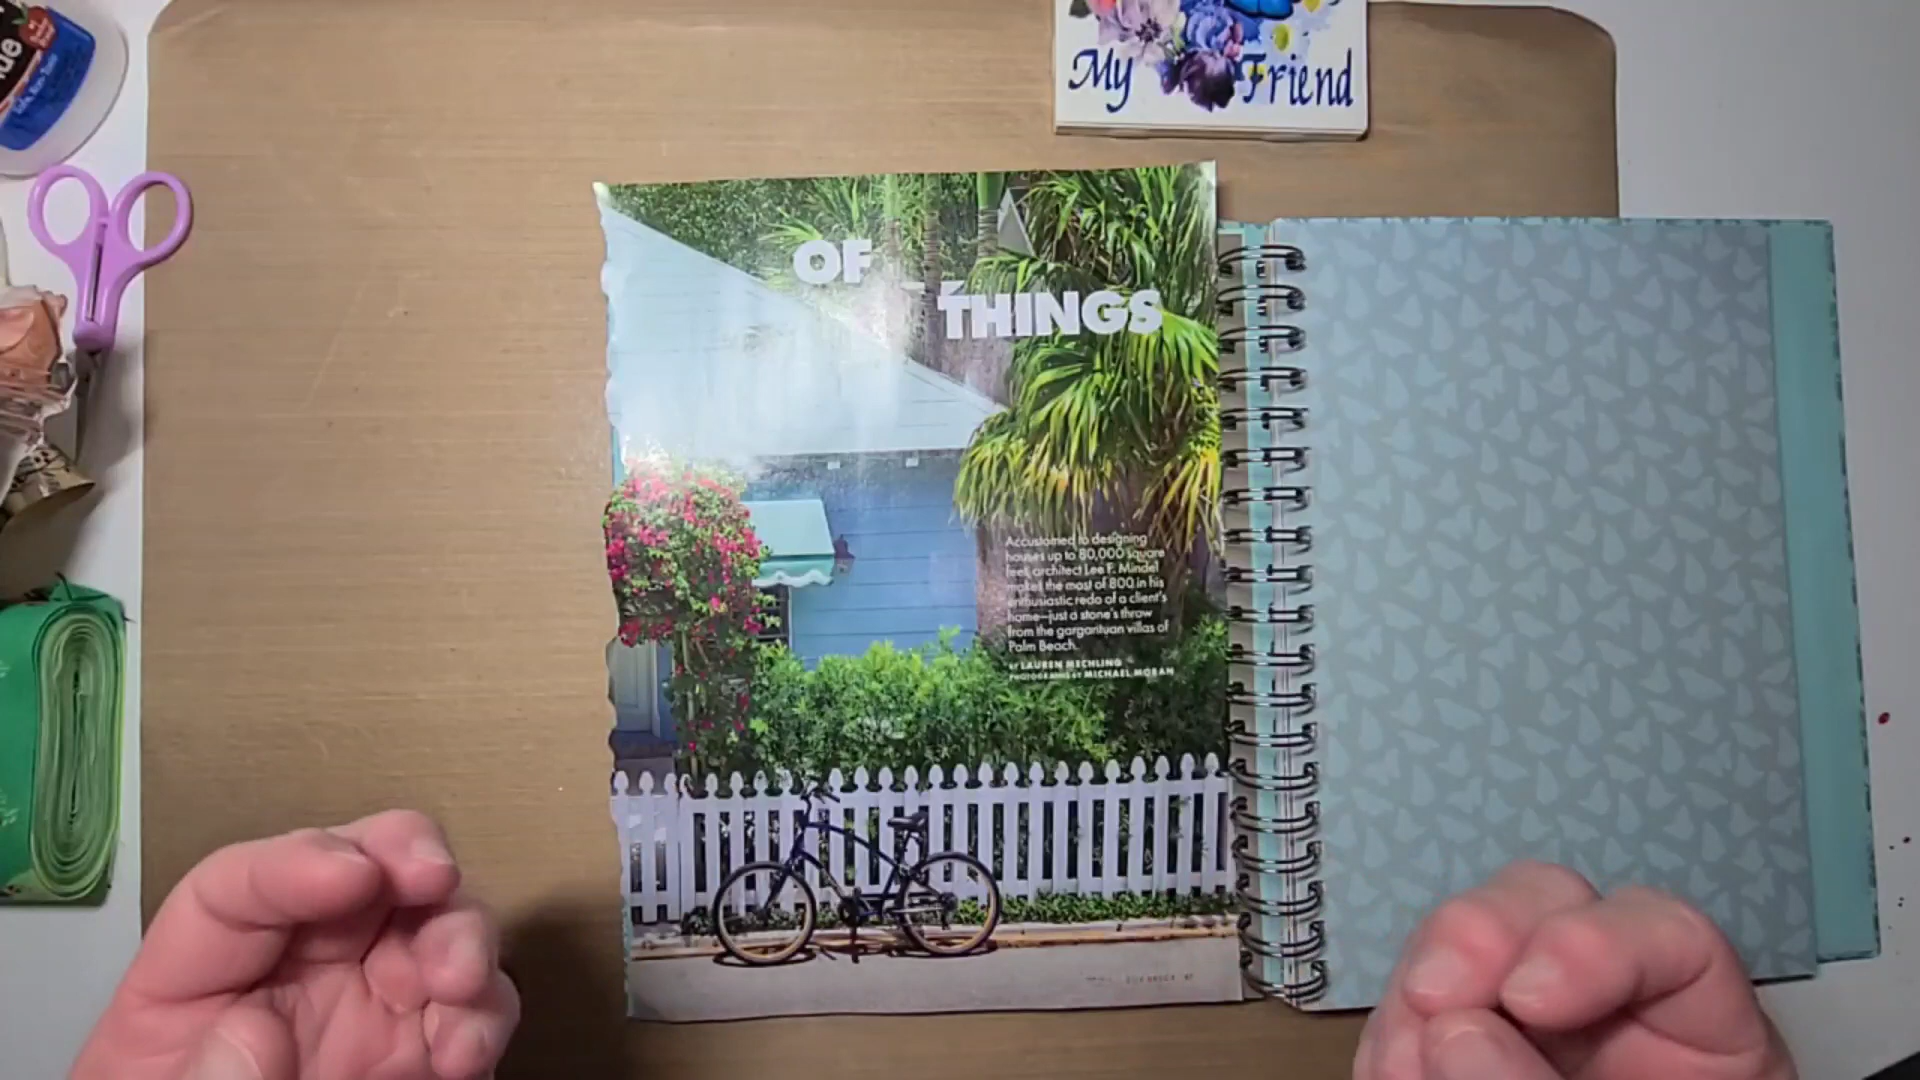 My Friend
OF
THINGS
Accustomed to designing
houses up to 80,000 square
feet, architect Lee F. Mindel
makes the most of 800 in his
enthusiastic redo of a client's
home—just a stone's throw
from the gargantuan villas of
Palm Beach.
BY LAUREN MECHLING
PHOTOGRAPHS BY MICHAEL MORAN